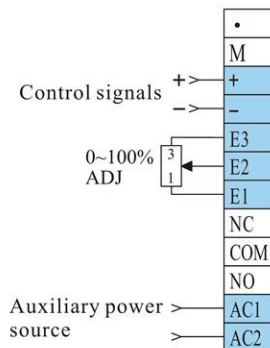 •
M
+ +
Control signals
− −
E3
0~100% 3
ADJ E2
1
E1
NC
COM
NO
Auxiliary power AC1
source AC2